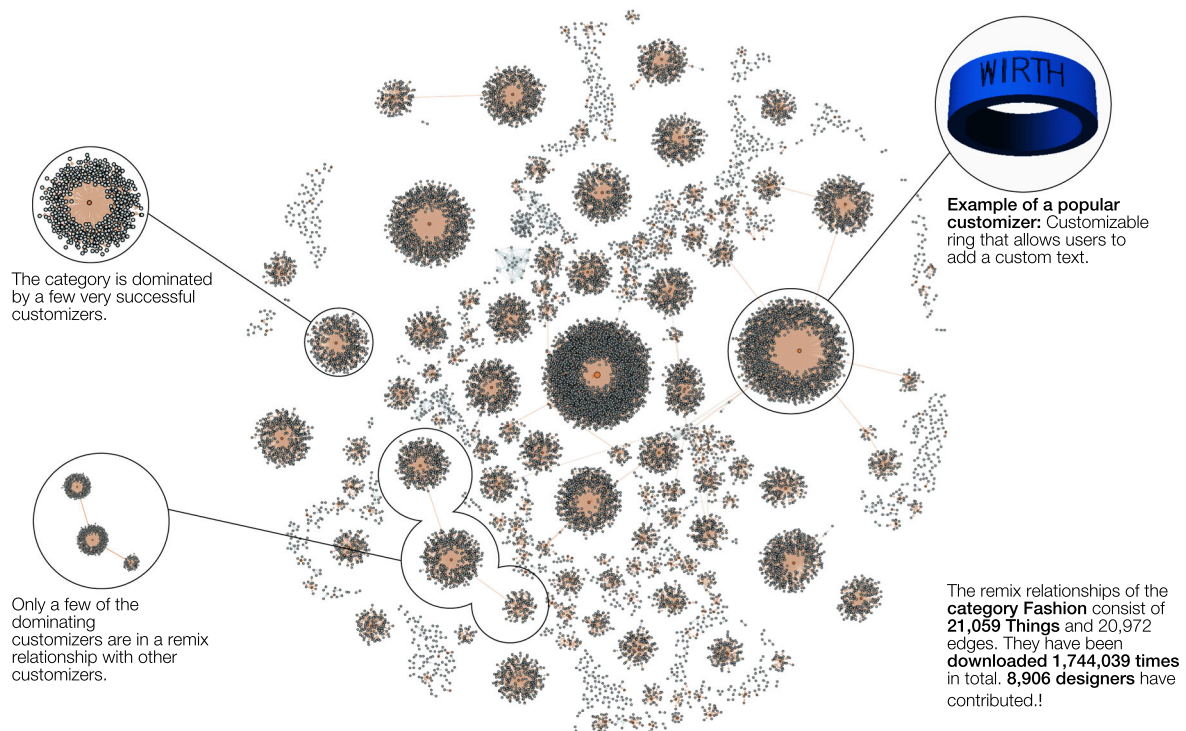 WIRTH
Example of a popular
customizer: Customizable
ring that allows users to
add a custom text.
The category is dominated
by a few very successful
customizers.
Only a few of the
dominating
customizers are in a remix
relationship with other
customizers.
The remix relationships of the
category Fashion consist of
21,059 Things and 20,972
edges. They have been
downloaded 1,744,039 times
in total. 8,906 designers have
contributed.!